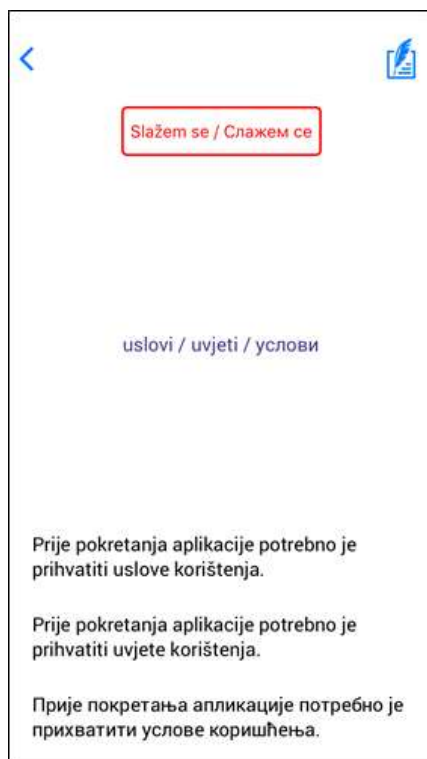 Slažem se / Слажем се
uslovi / uvjeti / услови
Prije pokretanja aplikacije potrebno je
prihvatiti uslove korištenja.
Prije pokretanja aplikacije potrebno je
prihvatiti uvjete korištenja.
Прије покретања апликације потребно је
прихватити услове коришћења.